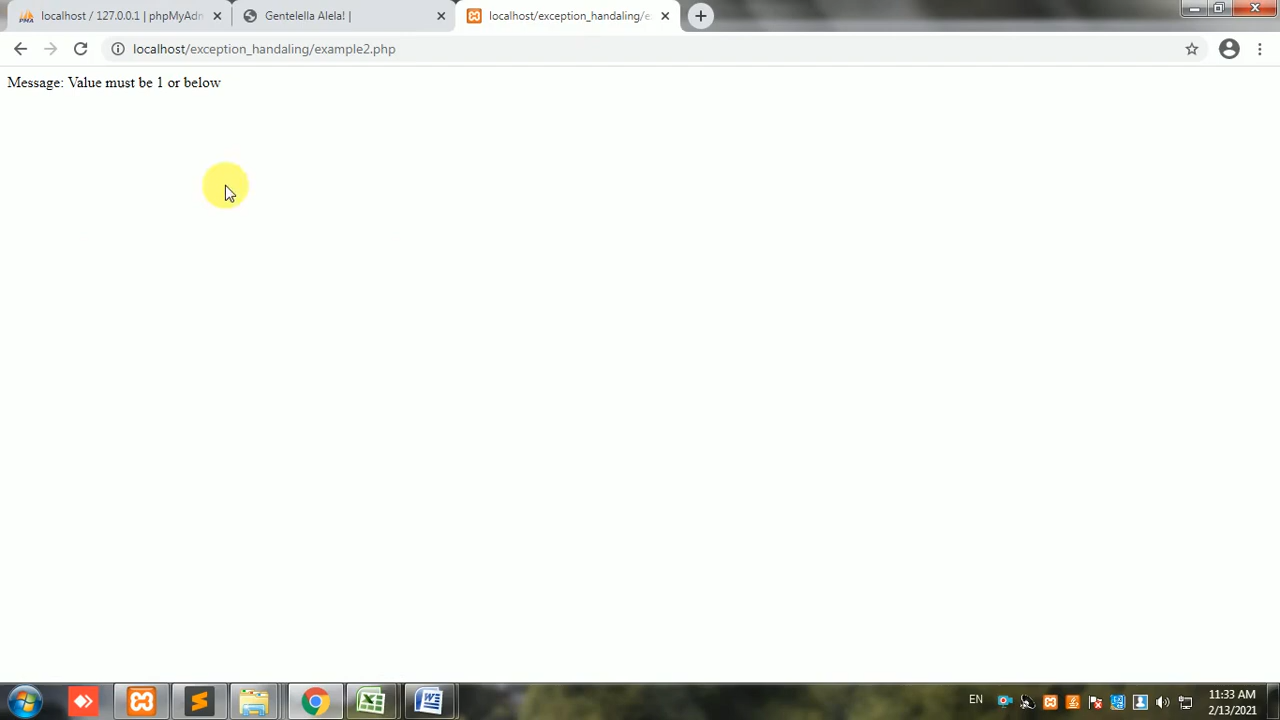 localhost / 127.0.0.1 | phpMyAd
Gentelella Alela! |
localhost/exception_handaling/e
localhost/exception_handaling/example2.php
Message: Value must be 1 or below
EN
11:33 AM
2/13/2021